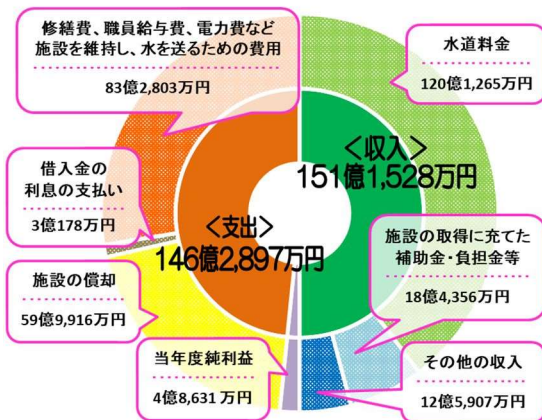 修繕費、職員給与費、電力費など
施設を維持し、水を送るための費用
83億2,803万円
水道料金
120億1,265万円
<収入>
151億1,528万円
借入金の
利息の支払い
3億178万円
<支出>
146億2,897万円
施設の取得に充てた
補助金・負担金等
18億4,356万円
施設の償却
59億9,916万円
当年度純利益
4億8,631万円
その他の収入
12億5,907万円